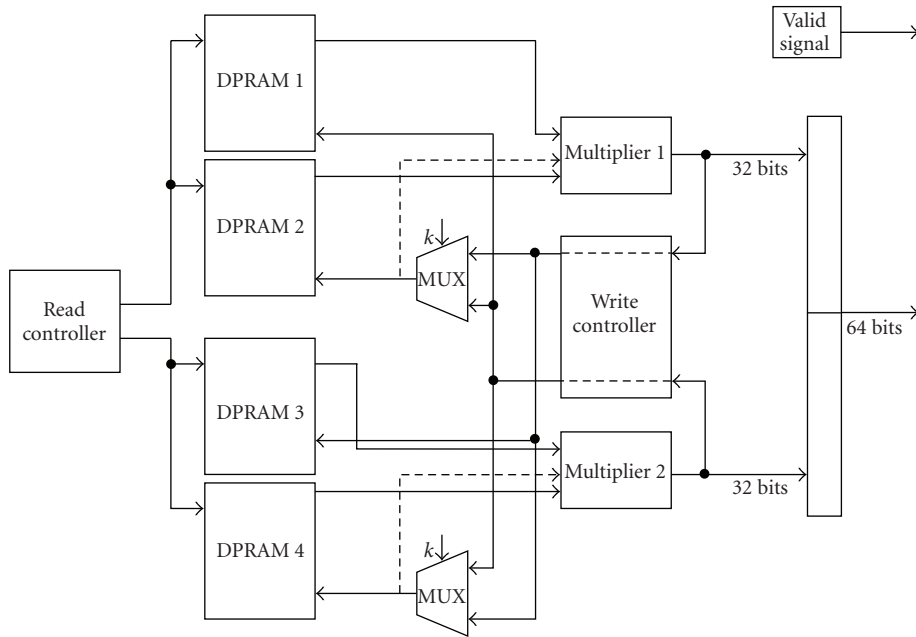 Valid
signal
DPRAM 1
Multiplier 1
32 bits
DPRAM 2
k
MUX
Read
controller
Write
controller
64 bits
DPRAM 3
Multiplier 2
32 bits
DPRAM 4
k
MUX